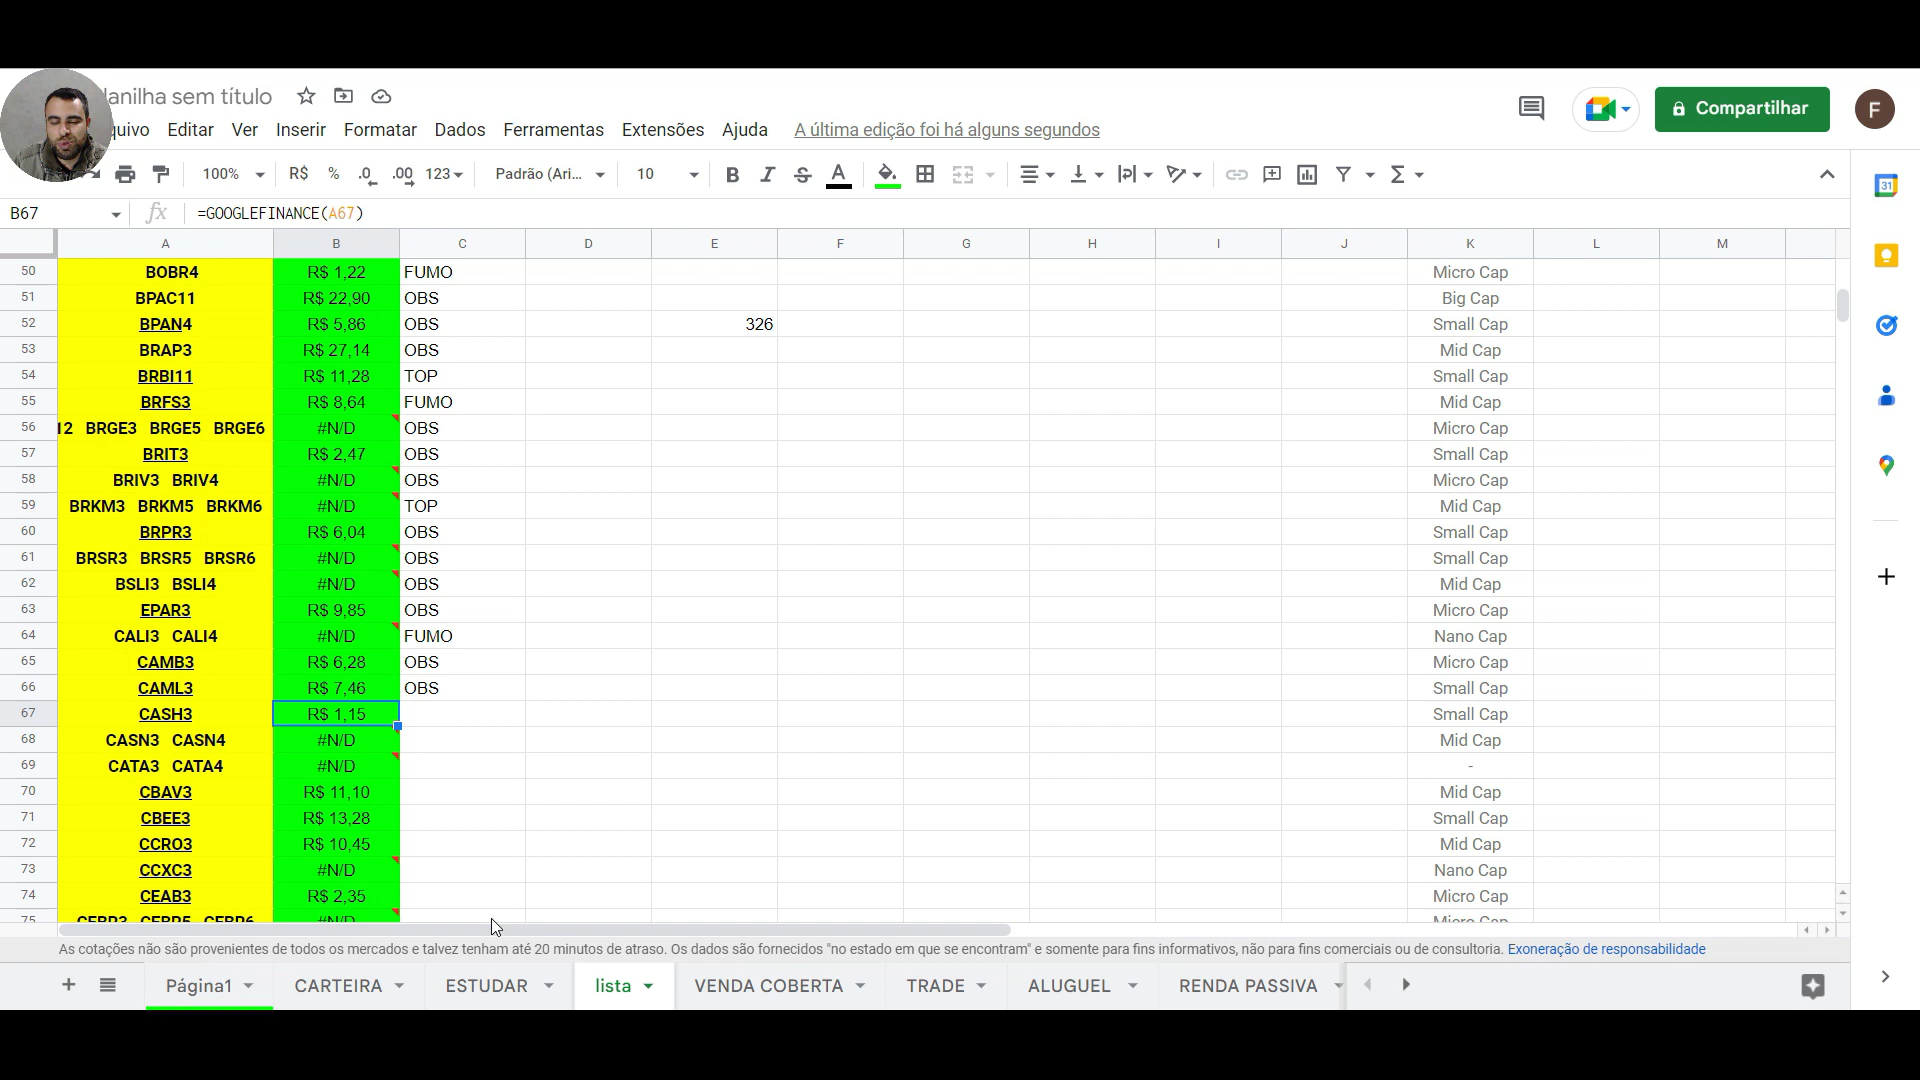 lanilha sem título
quivo Editar Ver Inserir Formatar Dados Ferramentas Extensões Ajuda A última edição foi há alguns segundos
Compartilhar F
100% R$ % .0 .00 123 Padrão (Ari... 10 B I S A
B67 fx =GOOGLEFINANCE(A67)
A B C D E F G H I J K L M
50 BOBR4 R$ 1,22 FUMO Micro Cap
51 BPAC11 R$ 22,90 OBS Big Cap
52 BPAN4 R$ 5,86 OBS 326 Small Cap
53 BRAP3 R$ 27,14 OBS Mid Cap
54 BRBI11 R$ 11,28 TOP Small Cap
55 BRFS3 R$ 8,64 FUMO Mid Cap
56 12 BRGE3 BRGE5 BRGE6 #N/D OBS Micro Cap
57 BRIT3 R$ 2,47 OBS Small Cap
58 BRIV3 BRIV4 #N/D OBS Micro Cap
59 BRKM3 BRKM5 BRKM6 #N/D TOP Mid Cap
60 BRPR3 R$ 6,04 OBS Small Cap
61 BRSR3 BRSR5 BRSR6 #N/D OBS Small Cap
62 BSLI3 BSLI4 #N/D OBS Mid Cap
63 EPAR3 R$ 9,85 OBS Micro Cap
64 CALI3 CALI4 #N/D FUMO Nano Cap
65 CAMB3 R$ 6,28 OBS Micro Cap
66 CAML3 R$ 7,46 OBS Small Cap
67 CASH3 R$ 1,15 Small Cap
68 CASN3 CASN4 #N/D Mid Cap
69 CATA3 CATA4 #N/D -
70 CBAV3 R$ 11,10 Mid Cap
71 CBEE3 R$ 13,28 Small Cap
72 CCRO3 R$ 10,45 Mid Cap
73 CCXC3 #N/D Nano Cap
74 CEAB3 R$ 2,35 Micro Cap
75 CEBR3 CEBR5 CEBR6 #N/D Micro Cap
As cotações não são provenientes de todos os mercados e talvez tenham até 20 minutos de atraso. Os dados são fornecidos "no estado em que se encontram" e somente para fins informativos, não para fins comerciais ou de consultoria. Exoneração de responsabilidade
Página1 CARTEIRA ESTUDAR lista VENDA COBERTA TRADE ALUGUEL RENDA PASSIVA
31